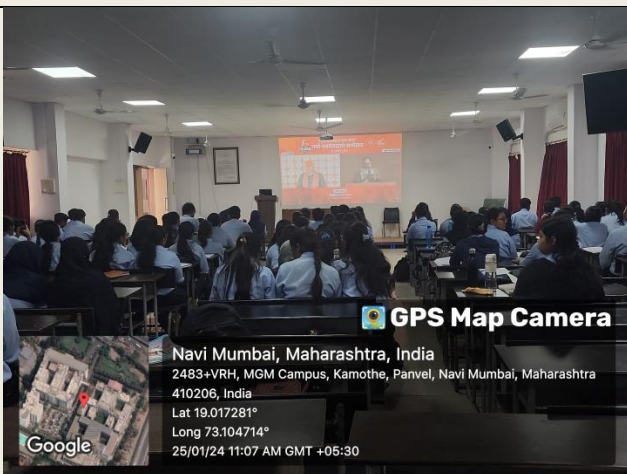 GPS Map Camera
Navi Mumbai, Maharashtra, India
2483+VRH, MGM Campus, Kamothe, Panvel, Navi Mumbai, Maharashtra
410206, India
Lat 19.017281°
Long 73.104714°
25/01/24 11:07 AM GMT +05:30
Google